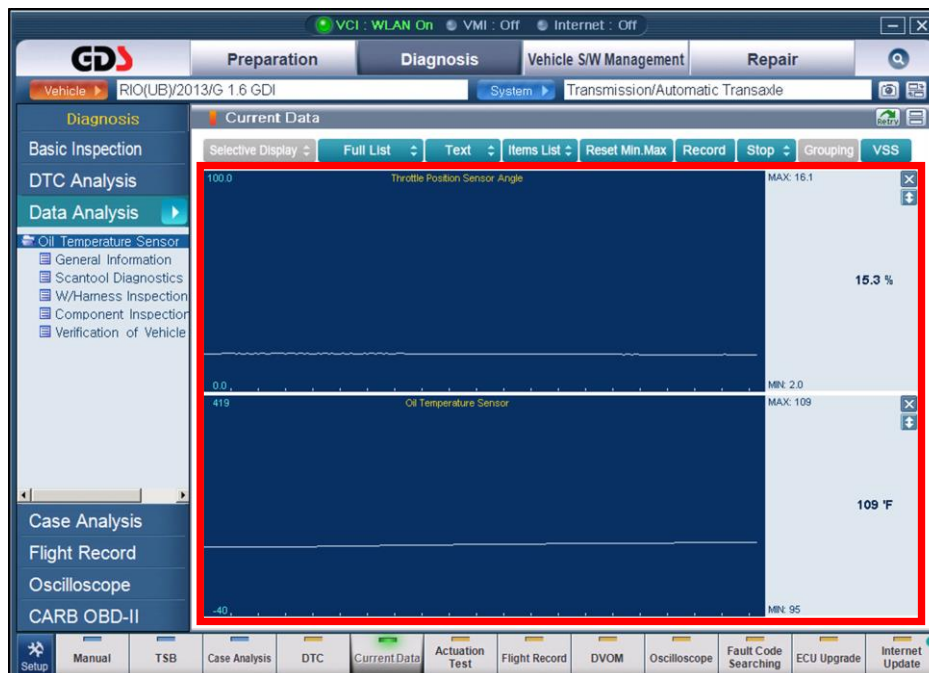 VCI : WLAN On VMI : Off Internet : Off
GDS Preparation Diagnosis Vehicle S/W Management Repair
Vehicle RIO(UB)/2013/G 1.6 GDI System Transmission/Automatic Transaxle
Diagnosis
Basic Inspection
DTC Analysis
Data Analysis
Oil Temperature Sensor
General Information
Scantool Diagnostics
W/Harness Inspection
Component Inspection
Verification of Vehicle
Case Analysis
Flight Record
Oscilloscope
CARB OBD-II
Current Data Retry
Selective Display Full List Text Items List Reset Min.Max Record Stop Grouping VSS
100.0 Throttle Position Sensor Angle MAX: 16.1
15.3 %
0.0 MIN: 2.0
419 Oil Temperature Sensor MAX: 109
109 'F
-40 MIN: 95
Setup Manual TSB Case Analysis DTC Current Data Actuation Test Flight Record DVOM Oscilloscope Fault Code Searching ECU Upgrade Internet Update